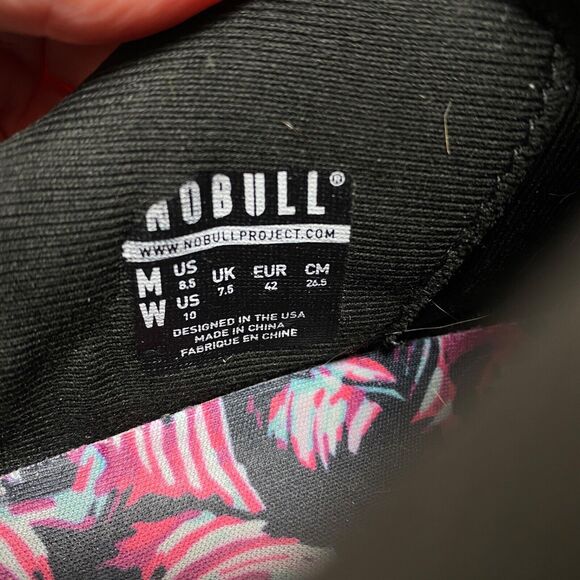 NOBULL®
WWW.NOBULLPROJECT.COM
M US 8.5 UK 7.5 EUR 42 CM 26.5
W US 10
DESIGNED IN THE USA
MADE IN CHINA
FABRIQUE EN CHINE